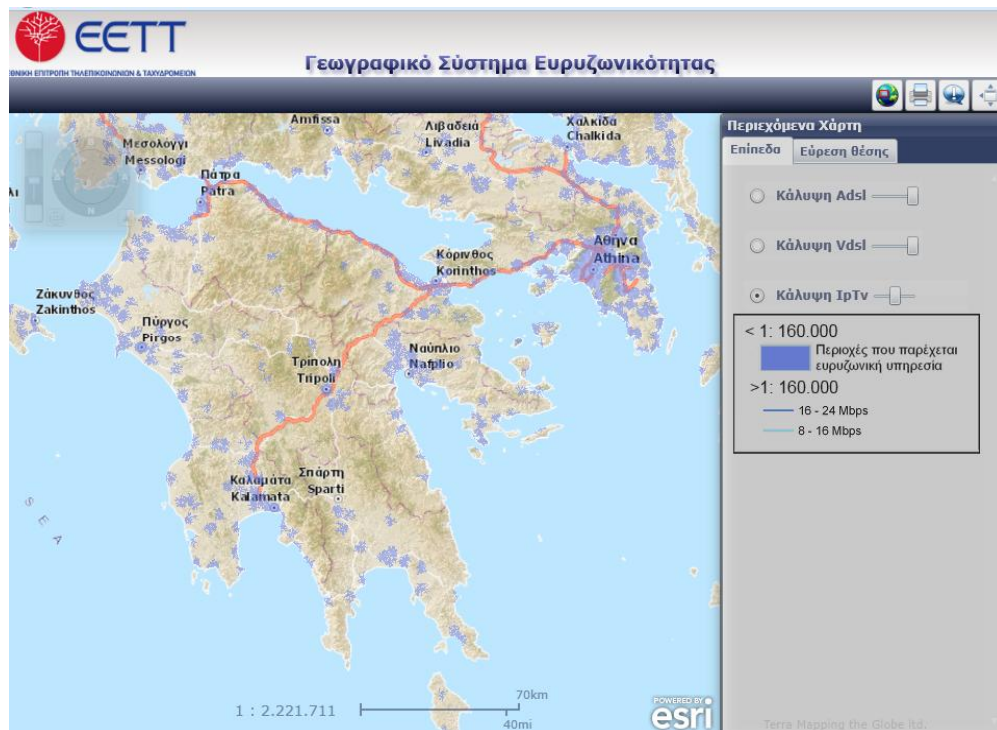 ΕΕΤΤ
ΕΘΝΙΚΗ ΕΠΙΤΡΟΠΗ ΤΗΛΕΠΙΚΟΙΝΩΝΙΩΝ & ΤΑΧΥΔΡΟΜΕΙΩΝ
Γεωγραφικό Σύστημα Ευρυζωνικότητας
Περιεχόμενα Χάρτη
Επίπεδα
Εύρεση θέσης
Κάλυψη Adsl
Κάλυψη Vdsl
Κάλυψη IpTv
< 1: 160.000
Περιοχές που παρέχεται
ευρυζωνική υπηρεσία
>1: 160.000
16 - 24 Mbps
8 - 16 Mbps
Μεσολόγγι
Messologi
Amfissa
Λιβαδειά
Livadia
Χαλκίδα
Chalkida
Πάτρα
Patra
Αθήνα
Athina
Κόρινθος
Korinthos
Ζάκυνθος
Zakinthos
Πύργος
Pirgos
Ναύπλιο
Nafplio
Τρίπολη
Tripoli
Σπάρτη
Sparti
Καλαμάτα
Kalamata
SEA
1 : 2.221.711
70km
40mi
POWERED BY
esri
Terra Mapping the Globe ltd.